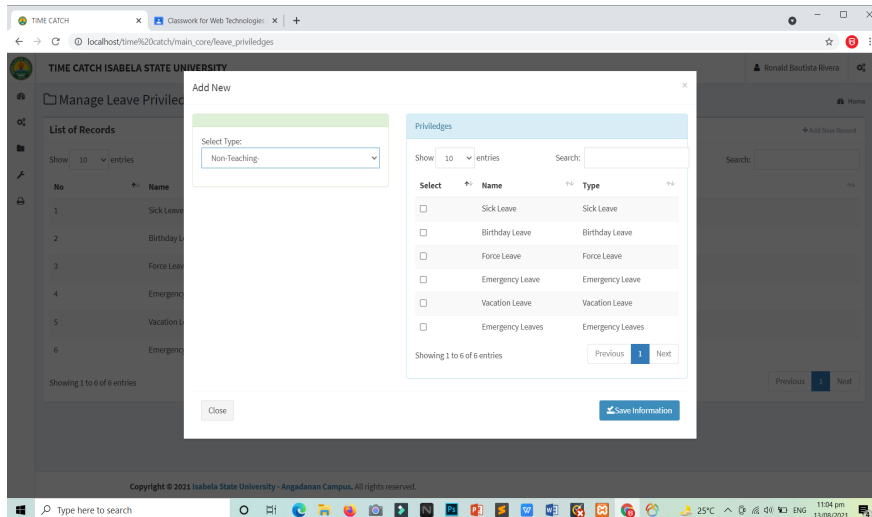 TIME CATCH
Classwork for Web Technologies
localhost/time%20catch/main_core/leave_priviledges
TIME CATCH ISABELA STATE UNIVERSITY
Ronald Bautista Rivera
Manage Leave Priviled
Home
List of Records
Add New Record
Show 10 entries
Search:
No Name
1 Sick Leave
2 Birthday L
3 Force Leav
4 Emergency
5 Vacation L
6 Emergency
Showing 1 to 6 of 6 entries
Previous 1 Next
Add New
×
Select Type:
Non-Teaching-
Priviledges
Show 10 entries Search:
Select Name Type
Sick Leave Sick Leave
Birthday Leave Birthday Leave
Force Leave Force Leave
Emergency Leave Emergency Leave
Vacation Leave Vacation Leave
Emergency Leaves Emergency Leaves
Showing 1 to 6 of 6 entries
Previous 1 Next
Close
Save Information
Copyright © 2021 Isabela State University - Angadanan Campus. All rights reserved.
Type here to search
25°C
ENG
11:04 pm
13/08/2021